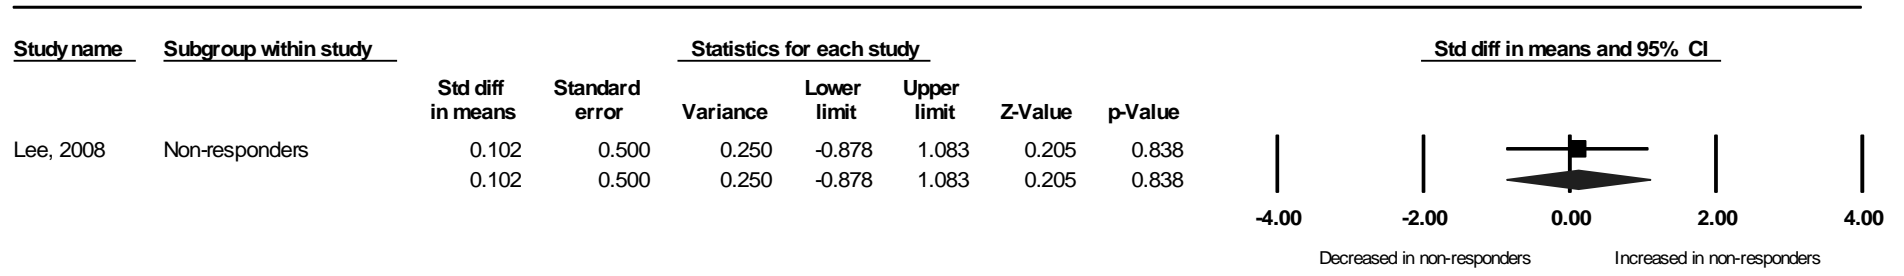 Study name Subgroup within study Statistics for each study Std diff in means and 95% CI
Std diff Standard Lower Upper
in means error Variance limit limit Z-Value p-Value
Lee, 2008 Non-responders 0.102 0.500 0.250 -0.878 1.083 0.205 0.838
0.102 0.500 0.250 -0.878 1.083 0.205 0.838
-4.00 -2.00 0.00 2.00 4.00
Decreased in non-responders Increased in non-responders